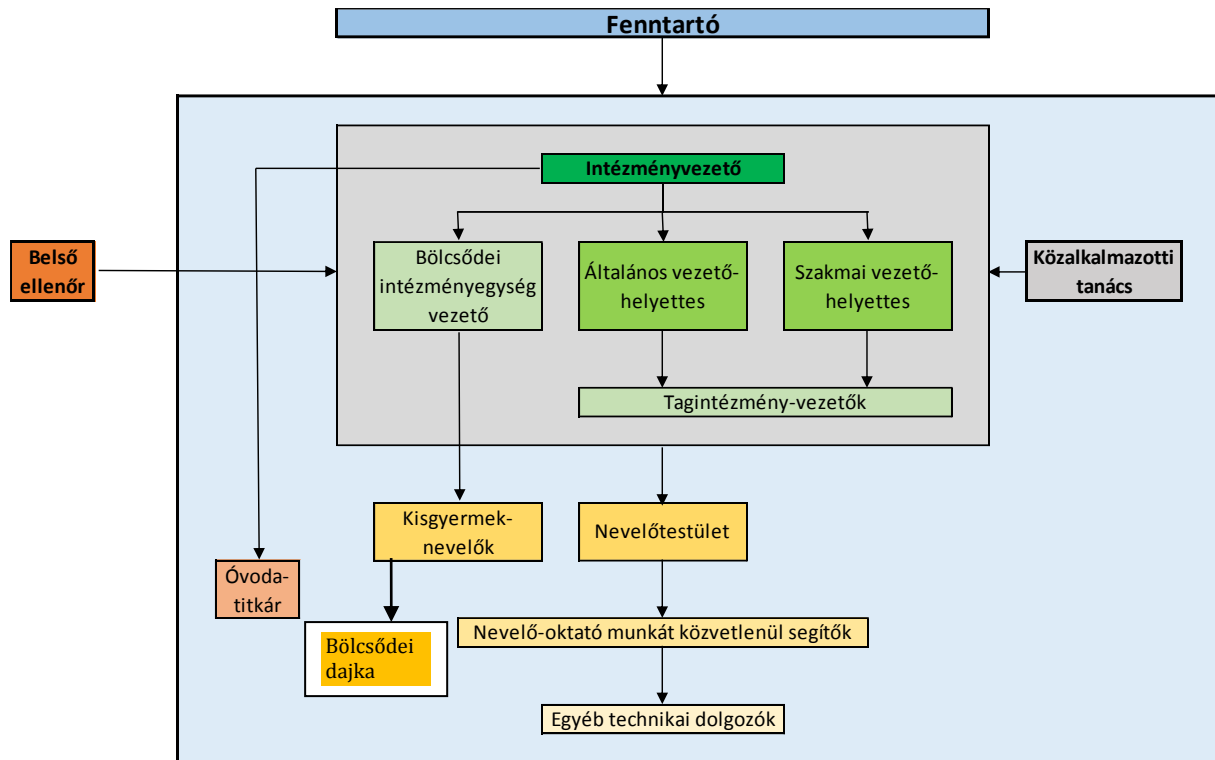 Fenntartó
Intézményvezető
Belső
ellenőr
Bölcsődei
intézményegység
vezető
Általános vezető-
helyettes
Szakmai vezető-
helyettes
Közalkalmazotti
tanács
Tagintézmény-vezetők
Kisgyermek-
nevelők
Nevelőtestület
Óvoda-
titkár
Bölcsődei
dajka
Nevelő-oktató munkát közvetlenül segítők
Egyéb technikai dolgozók